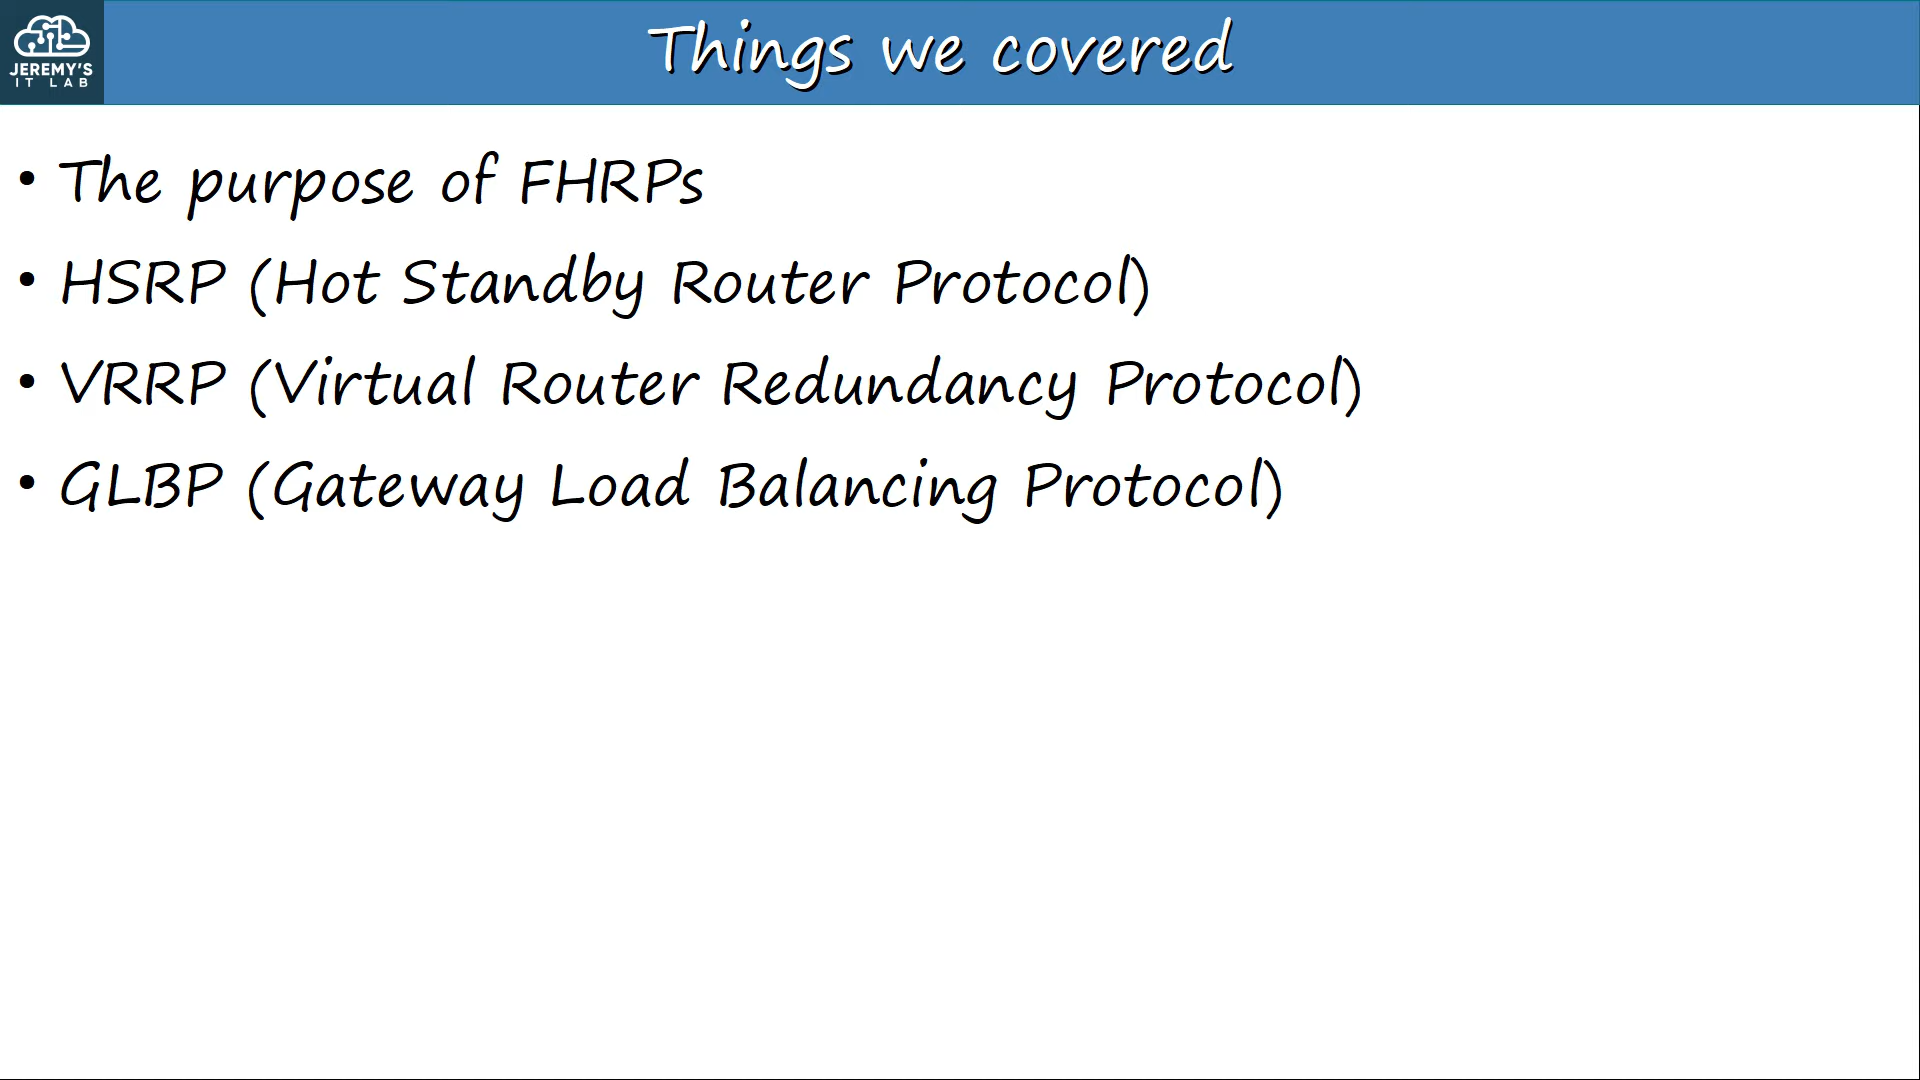 JEREMY'S
IT LAB
Things we covered
• The purpose of FHRPs
• HSRP (Hot Standby Router Protocol)
• VRRP (Virtual Router Redundancy Protocol)
• GLBP (Gateway Load Balancing Protocol)